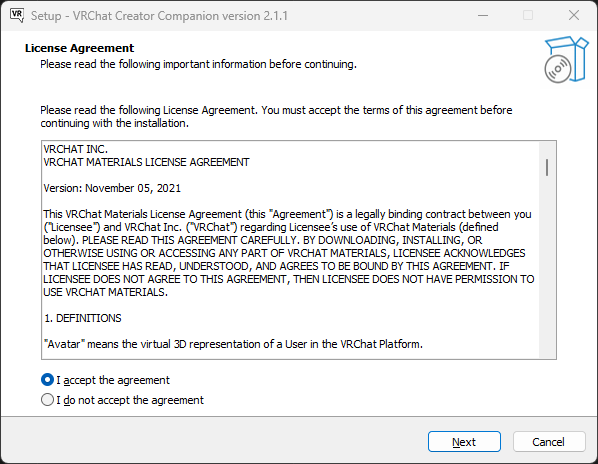 VR
Setup - VRChat Creator Companion version 2.1.1
License Agreement
Please read the following important information before continuing.
Please read the following License Agreement. You must accept the terms of this agreement before
continuing with the installation.
VRCHAT INC.
VRCHAT MATERIALS LICENSE AGREEMENT
Version: November 05, 2021
This VRChat Materials License Agreement (this "Agreement") is a legally binding contract between you
("Licensee") and VRChat Inc. ("VRChat") regarding Licensee’s use of VRChat Materials (defined
below). PLEASE READ THIS AGREEMENT CAREFULLY. BY DOWNLOADING, INSTALLING, OR
OTHERWISE USING OR ACCESSING ANY PART OF VRCHAT MATERIALS, LICENSEE ACKNOWLEDGES
THAT LICENSEE HAS READ, UNDERSTOOD, AND AGREES TO BE BOUND BY THIS AGREEMENT. IF
LICENSEE DOES NOT AGREE TO THIS AGREEMENT, THEN LICENSEE DOES NOT HAVE PERMISSION TO
USE VRCHAT MATERIALS.
1. DEFINITIONS
"Avatar" means the virtual 3D representation of a User in the VRChat Platform.
I accept the agreement
I do not accept the agreement
Next
Cancel